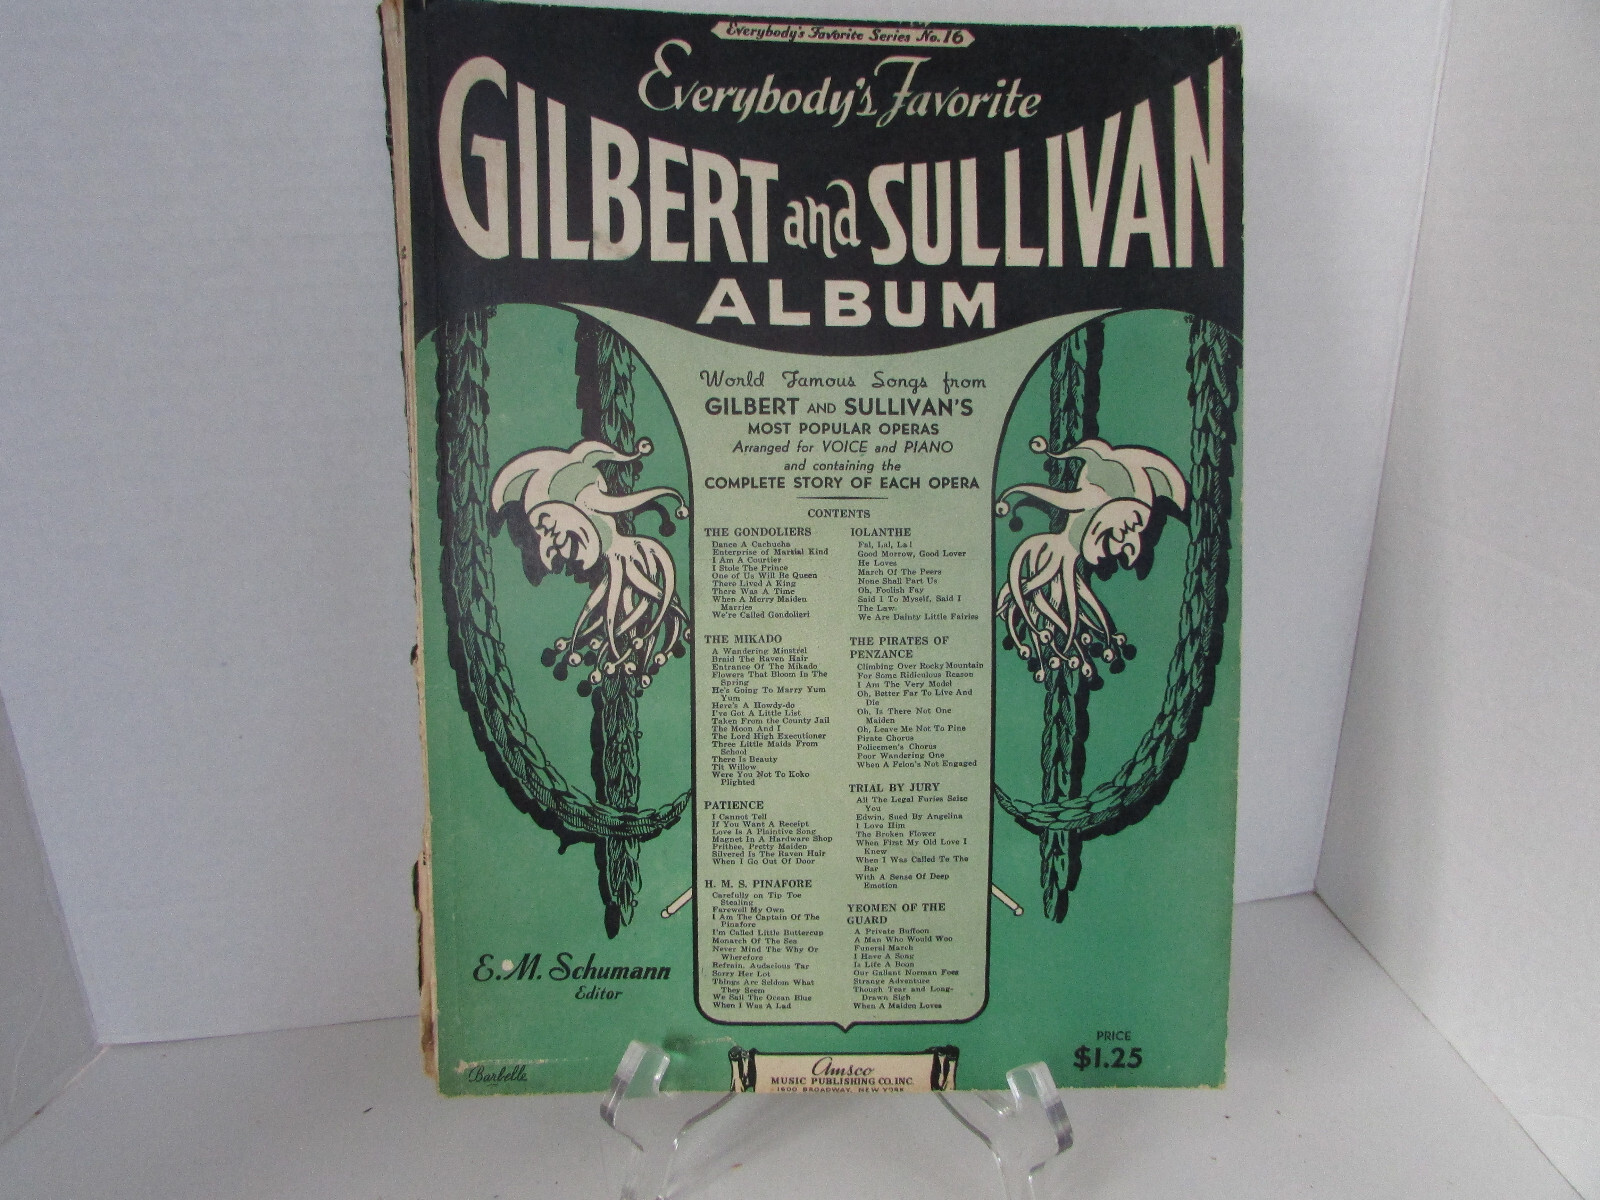 Everybody's Favorite Series No. 16
Everybody's Favorite
GILBERT and SULLIVAN
ALBUM
World Famous Songs from
GILBERT AND SULLIVAN'S
MOST POPULAR OPERAS
Arranged for VOICE and PIANO
and containing the
COMPLETE STORY OF EACH OPERA
CONTENTS
THE GONDOLIERS
Dance A Cachucha
Enterprise of Martial Kind
I Am A Courtier
I Stole The Prince
One of Us Will Be Queen
There Lived A King
There Was A Time
When A Merry Maiden
Marries
We're Called Gondolieri
THE MIKADO
A Wandering Minstrel
Braid The Raven Hair
Entrance Of The Mikado
Flowers That Bloom In The
Spring
He's Going To Marry Yum
Yum
Here's A Howdy-do
I've Got A Little List
Taken From the County Jail
The Moon And I
The Lord High Executioner
Three Little Maids From
School
There Is Beauty
Tit Willow
Were You Not To Koko
Plighted
PATIENCE
I Cannot Tell
If You Want A Receipt
Love Is A Plaintive Song
Magnet In A Hardware Shop
Prithee, Pretty Maiden
Silvered Is The Raven Hair
When I Go Out Of Door
H. M. S. PINAFORE
Carefully on Tip Toe
Stealing
Farewell My Own
I Am The Captain Of The
Pinafore
I'm Called Little Buttercup
Monarch Of The Sea
Never Mind The Why Or
Wherefore
Refrain, Audacious Tar
Sorry Her Lot
Things Are Seldom What
They Seem
We Sail The Ocean Blue
When I Was A Lad
IOLANTHE
Fal, Lal, La!
Good Morrow, Good Lover
He Loves
March Of The Peers
None Shall Part Us
Oh, Foolish Fay
Said I To Myself, Said I
The Law
We Are Dainty Little Fairies
THE PIRATES OF
PENZANCE
Climbing Over Rocky Mountain
For Some Ridiculous Reason
I Am The Very Model
Oh, Better Far To Live And
Die
Oh, Is There Not One
Maiden
Oh, Leave Me Not To Pine
Pirate Chorus
Policemen's Chorus
Poor Wandering One
When A Felon's Not Engaged
TRIAL BY JURY
All The Legal Furies Seize
You
Edwin, Sued By Angelina
I Love Him
The Broken Flower
When First My Old Love I
Knew
When I Was Called To The
Bar
With A Sense Of Deep
Emotion
YEOMEN OF THE
GUARD
A Private Buffoon
A Man Who Would Woo
Funeral March
I Have A Song
Is Life A Boon
Our Gallant Norman Foes
Strange Adventure
Though Tear and Long-
Drawn Sigh
When A Maiden Loves
E. M. Schumann
Editor
Barbelle
PRICE
$1.25
Amsco
MUSIC PUBLISHING CO. INC.
1600 BROADWAY, NEW YORK